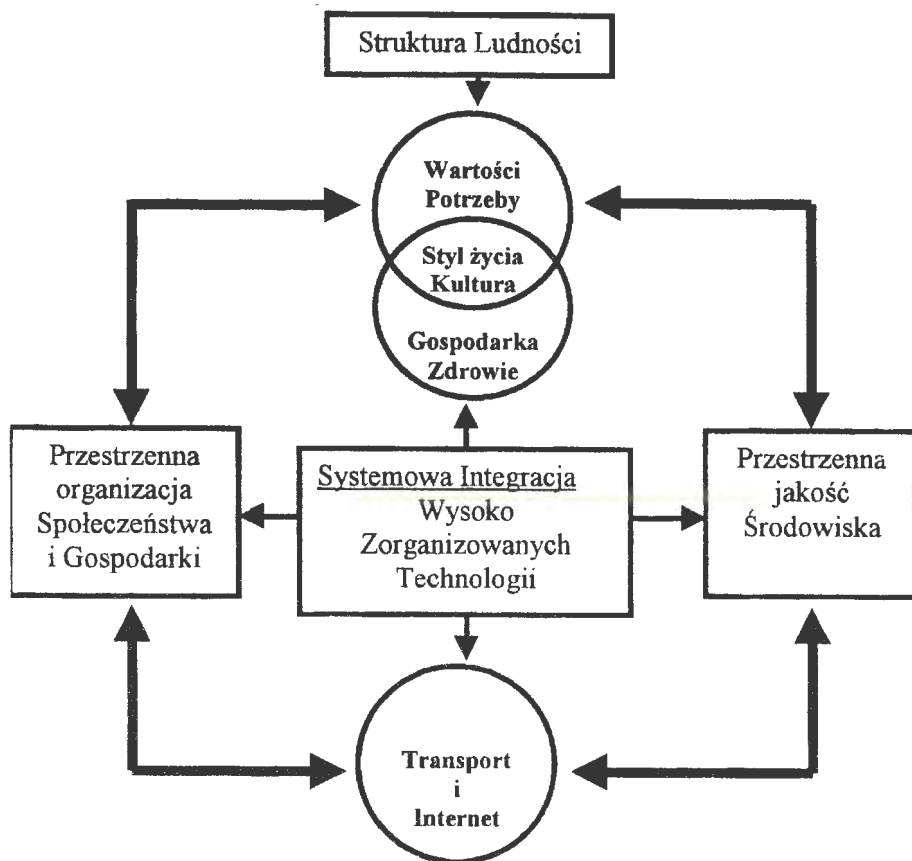 Struktura Ludności
Wartości
Potrzeby
Styl życia
Kultura
Gospodarka
Zdrowie
Przestrzenna
organizacja
Społeczeństwa
i Gospodarki
Systemowa Integracja
Wysoko
Zorganizowanych
Technologii
Przestrzenna
jakość
Środowiska
Transport
i
Internet